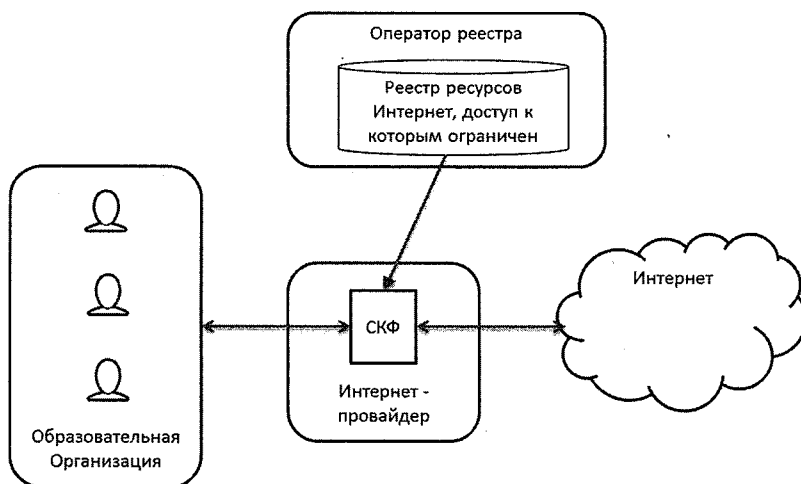 Оператор реестра
Реестр ресурсов
Интернет, доступ к
которым ограничен
Интернет
СКФ
Интернет -
провайдер
Образовательная
Организация